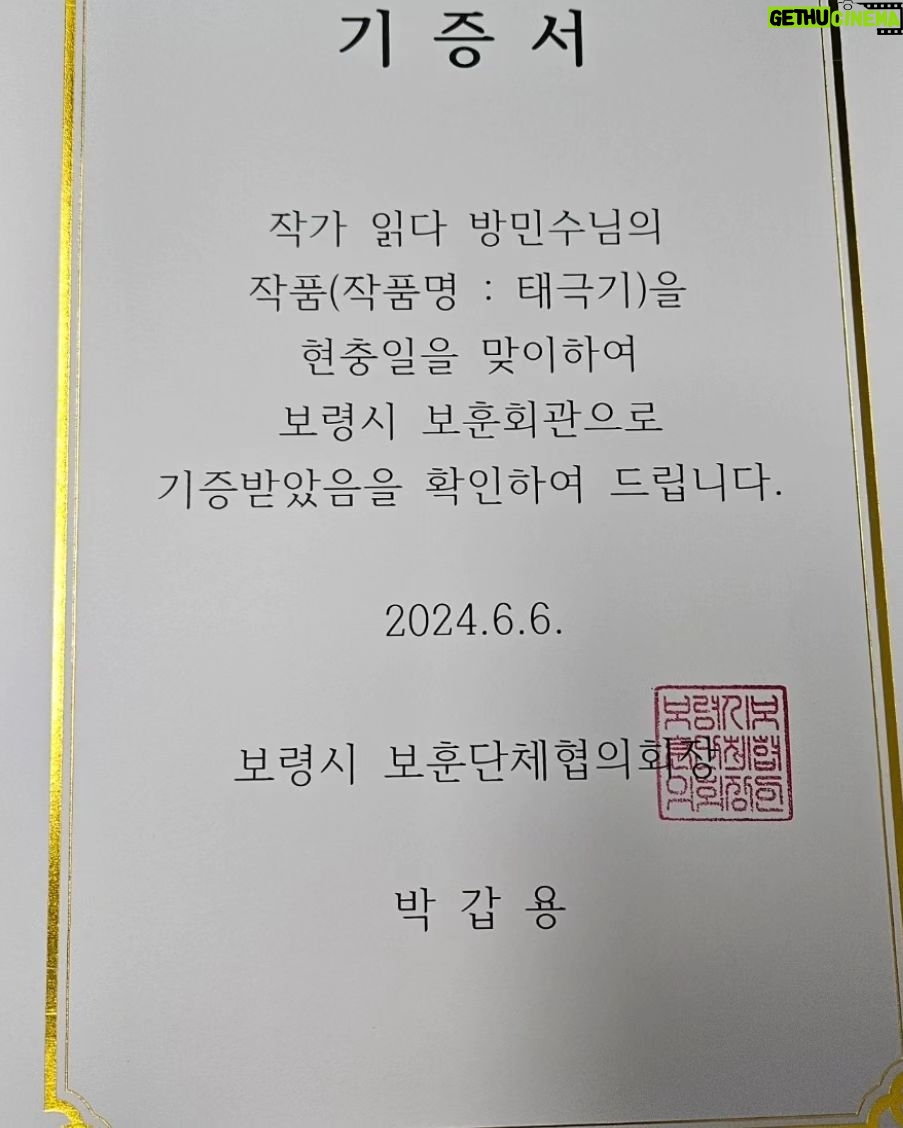 GETHUCINEMA
기 증 서
작가 읽다 방민수님의
작품(작품명 : 태극기)을
현충일을 맞이하여
보령시 보훈회관으로
기증받았음을 확인하여 드립니다.
2024.6.6.
보령시 보훈단체협의회장
박 갑 용